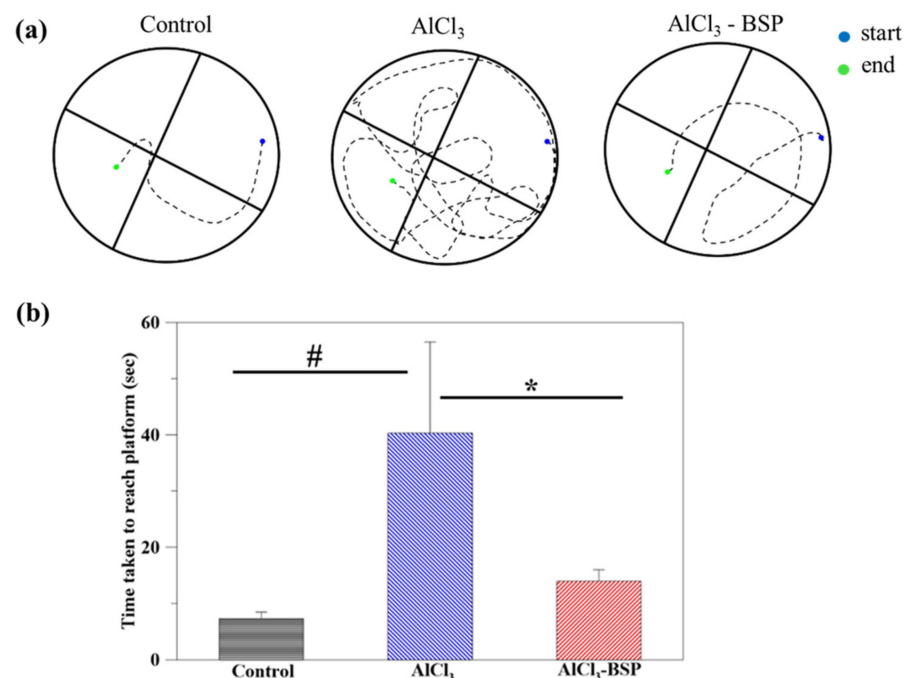 (a)
Control
AlCl₃
AlCl₃ - BSP
start
end
(b)
Time taken to reach platform (sec)
60
40
20
0
#
*
Control
AlCl₃
AlCl₃-BSP